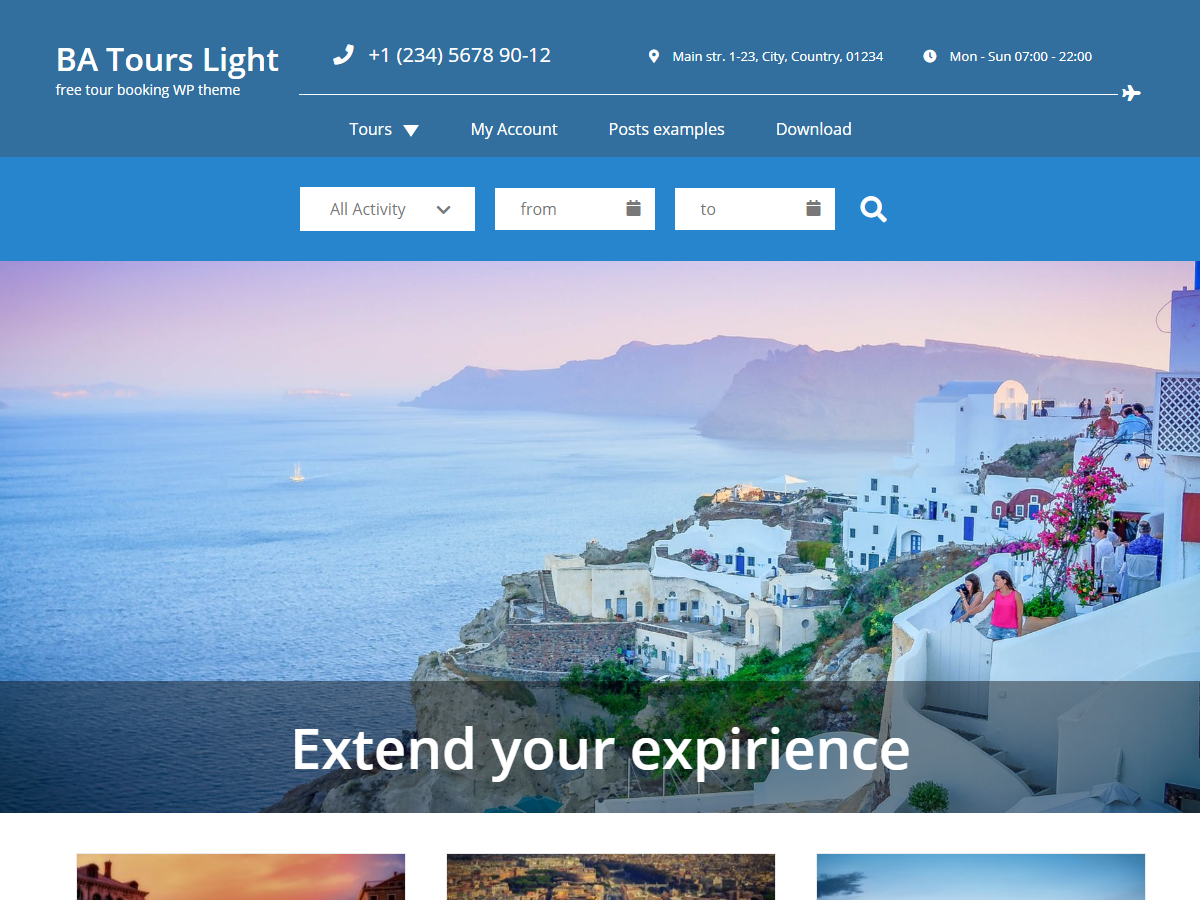 BA Tours Light
free tour booking WP theme
+1 (234) 5678 90-12
Main str. 1-23, City, Country, 01234
Mon - Sun 07:00 - 22:00
Tours
My Account
Posts examples
Download
All Activity
from
to
Extend your expirience